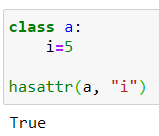 class a:
    i=5
hasattr(a, "i")
True